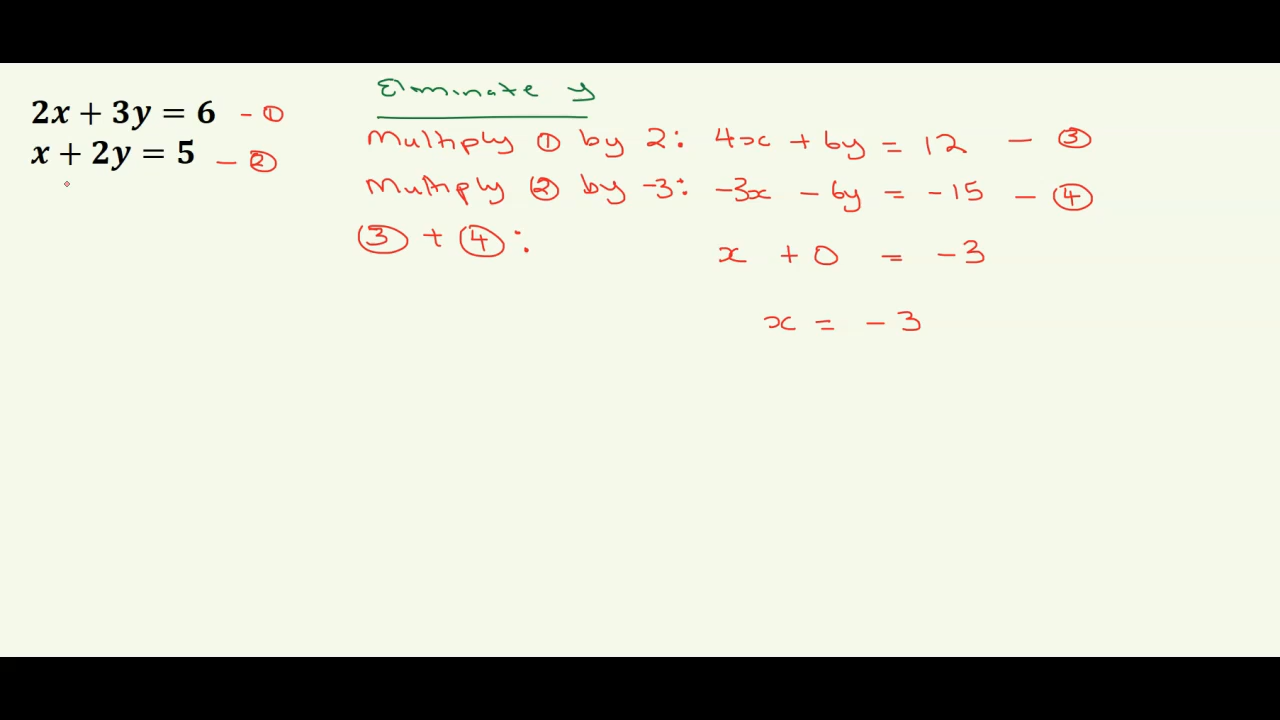 2x + 3y = 6 - ①
x + 2y = 5 - ②
Eliminate y
Multiply ① by 2: 4x + 6y = 12 - ③
Multiply ② by -3: -3x - 6y = -15 - ④
③ + ④: x + 0 = -3
x = -3